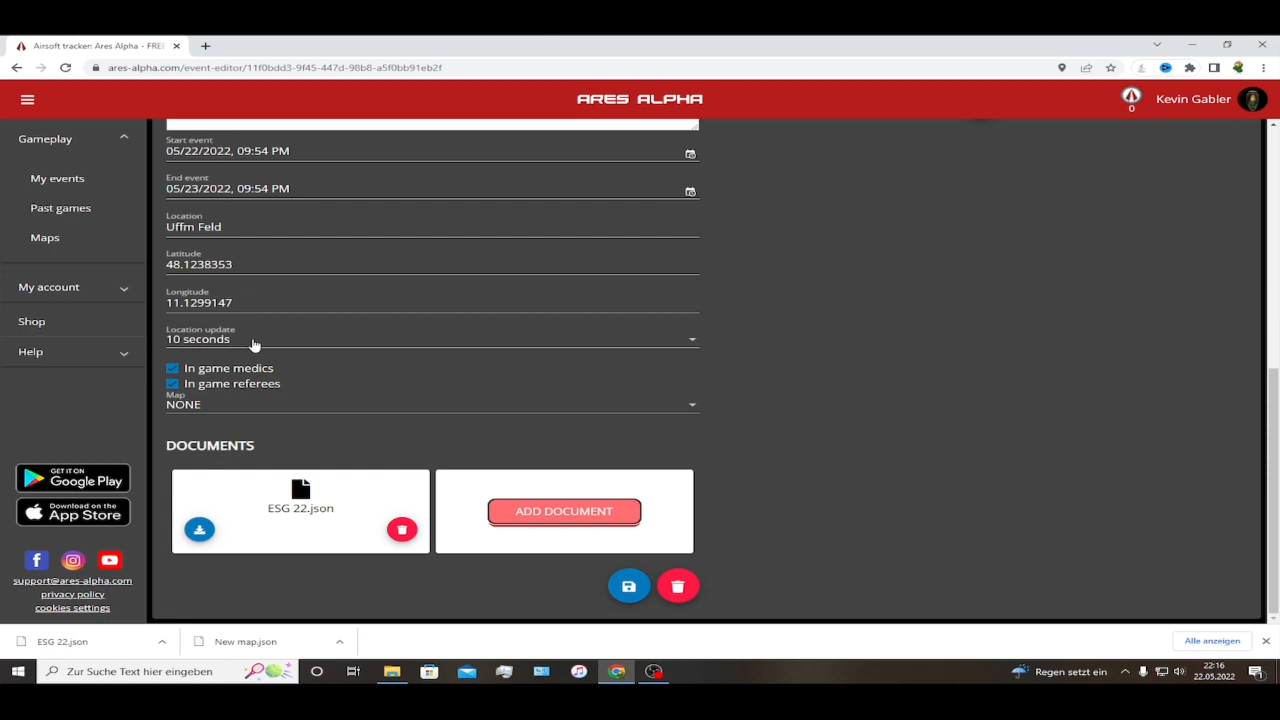 Airsoft tracker: Ares Alpha - FREE
ares-alpha.com/event-editor/11f0bdd3-9f45-447d-98b8-a5f0bb91eb2f
ARES ALPHA
0
Kevin Gabler
Gameplay
My events
Past games
Maps
My account
Shop
Help
GET IT ON
Google Play
Download on the
App Store
support@ares-alpha.com
privacy policy
cookies settings
Start event
05/22/2022, 09:54 PM
End event
05/23/2022, 09:54 PM
Location
Uffm Feld
Latitude
48.1238353
Longitude
11.1299147
Location update
10 seconds
In game medics
In game referees
Map
NONE
DOCUMENTS
ESG 22.json
ADD DOCUMENT
ESG 22.json
New map.json
Alle anzeigen
Zur Suche Text hier eingeben
Regen setzt ein
22:16
22.05.2022
1